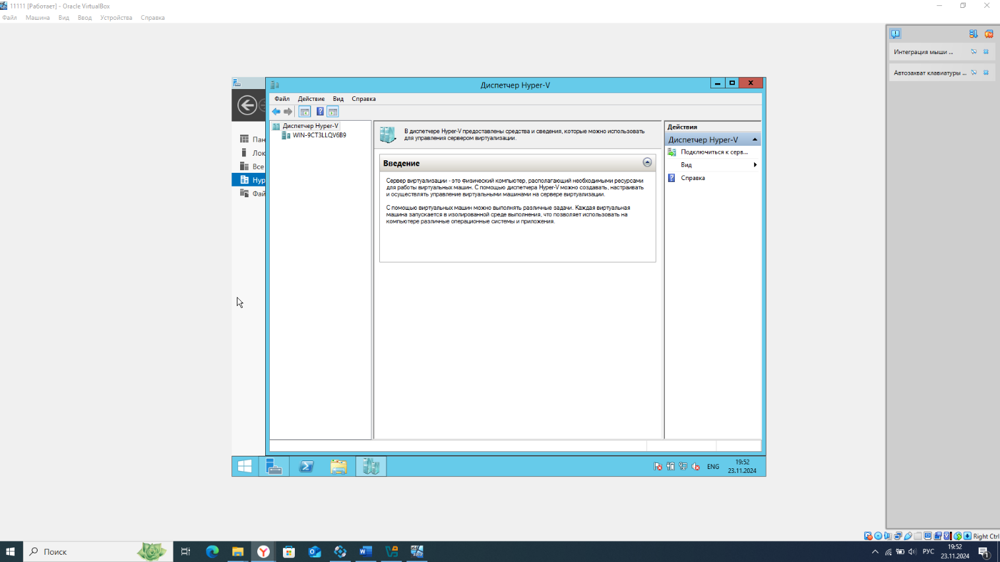 11111 [Работает] - Oracle VirtualBox
Файл Машина Вид Ввод Устройства Справка
Интеграция мыши ...
Автозахват клавиатуры ...
Диспетчер Hyper-V
X
Файл Действие Вид Справка
Диспетчер Hyper-V
WIN-9CT3LLQV6B9
Пан
Лок
Все
Hyp
Фай
В диспетчере Hyper-V предоставлены средства и сведения, которые можно использовать
для управления сервером виртуализации.
Введение
Сервер виртуализации - это физический компьютер, располагающий необходимыми ресурсами
для работы виртуальных машин. С помощью диспетчера Hyper-V можно создавать, настраивать
и осуществлять управление виртуальными машинами на сервере виртуализации.
С помощью виртуальных машин можно выполнять различные задачи. Каждая виртуальная
машина запускается в изолированной среде выполнения, что позволяет использовать на
компьютере различные операционные системы и приложения.
Действия
Диспетчер Hyper-V
Подключиться к серв...
Вид
Справка
ENG
19:52
23.11.2024
Right Ctrl
Поиск
РУС
19:52
23.11.2024
1